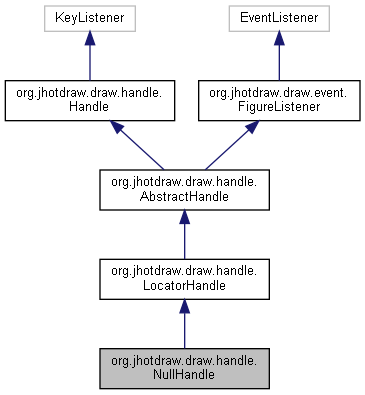 KeyListener
EventListener
org.jhotdraw.draw.handle.
Handle
org.jhotdraw.draw.event.
FigureListener
org.jhotdraw.draw.handle.
AbstractHandle
org.jhotdraw.draw.handle.
LocatorHandle
org.jhotdraw.draw.handle.
NullHandle